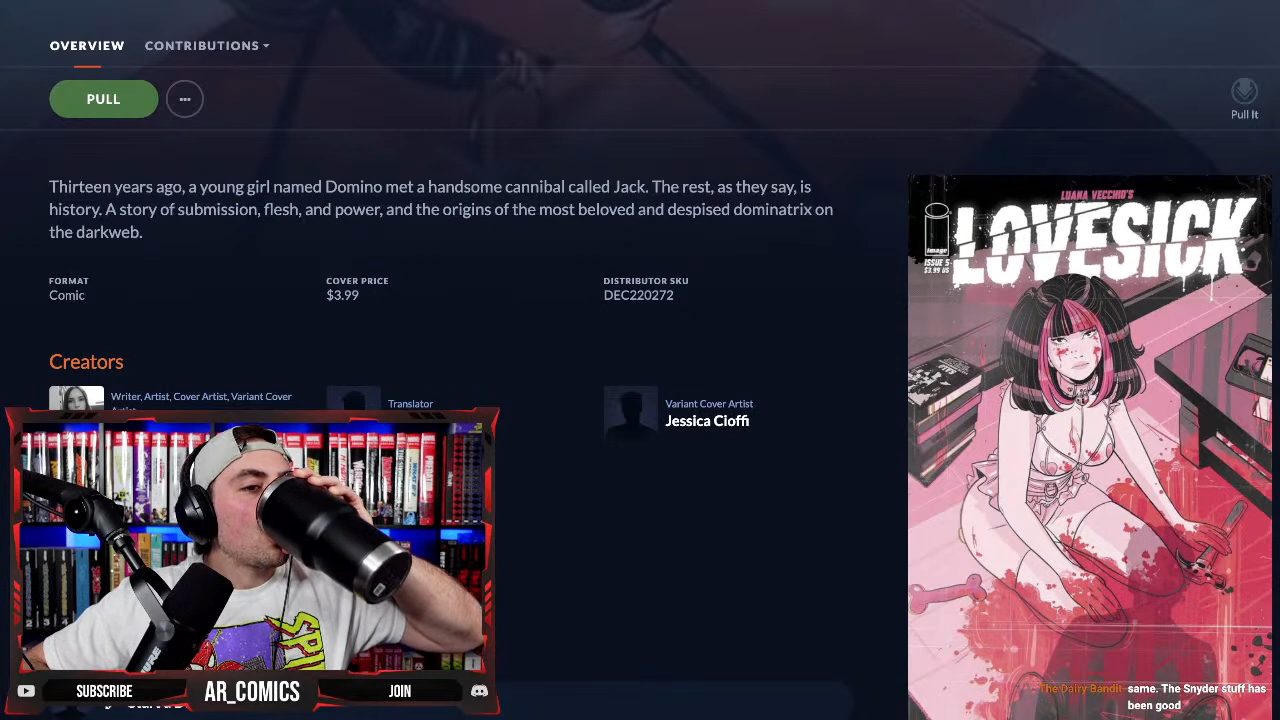 OVERVIEW
CONTRIBUTIONS
PULL
Pull It
Thirteen years ago, a young girl named Domino met a handsome cannibal called Jack. The rest, as they say, is
history. A story of submission, flesh, and power, and the origins of the most beloved and despised dominatrix on
the darkweb.
FORMAT
Comic
COVER PRICE
$3.99
DISTRIBUTOR SKU
DEC220272
LUANA VECCHIO'S
LOVESICK
image
ISSUE 5
$3.99 US
Creators
Writer, Artist, Cover Artist, Variant Cover
Translator
Variant Cover Artist
Jessica Cioffi
SUBSCRIBE
AR_COMICS
JOIN
The Dairy Bandit same. The Snyder stuff has
been good